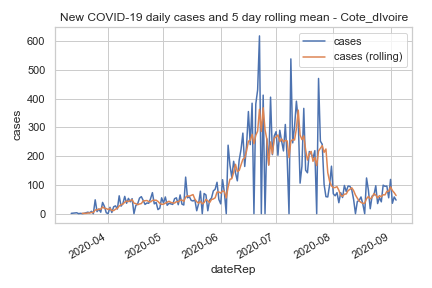 New COVID-19 daily cases and 5 day rolling mean - Cote_dIvoire
cases
cases (rolling)
600
500
400
300
200
100
0
cases
2020-04
2020-05
2020-06
2020-07
2020-08
2020-09
dateRep